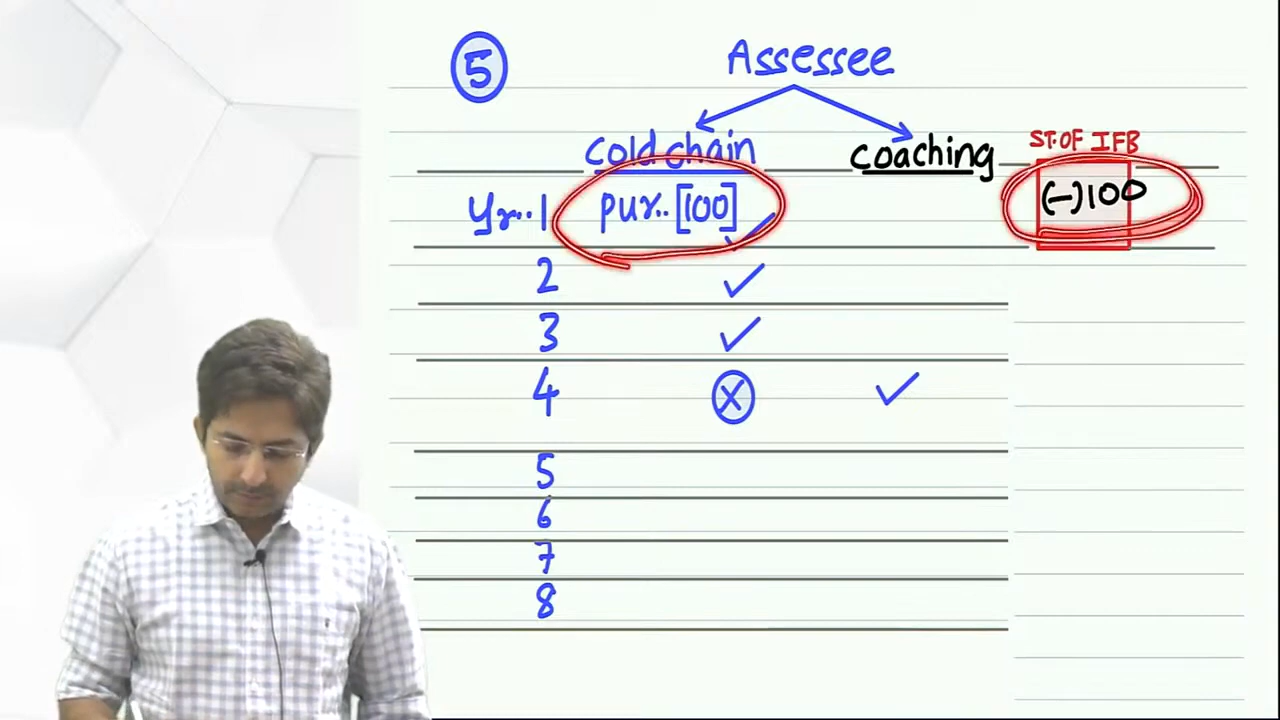 5 Assessee
Cold chain Coaching ST. OF IFB
Yr..1 pur.. [100] ✓ (-)100
2 ✓
3 ✓
4 X ✓
5
6
7
8